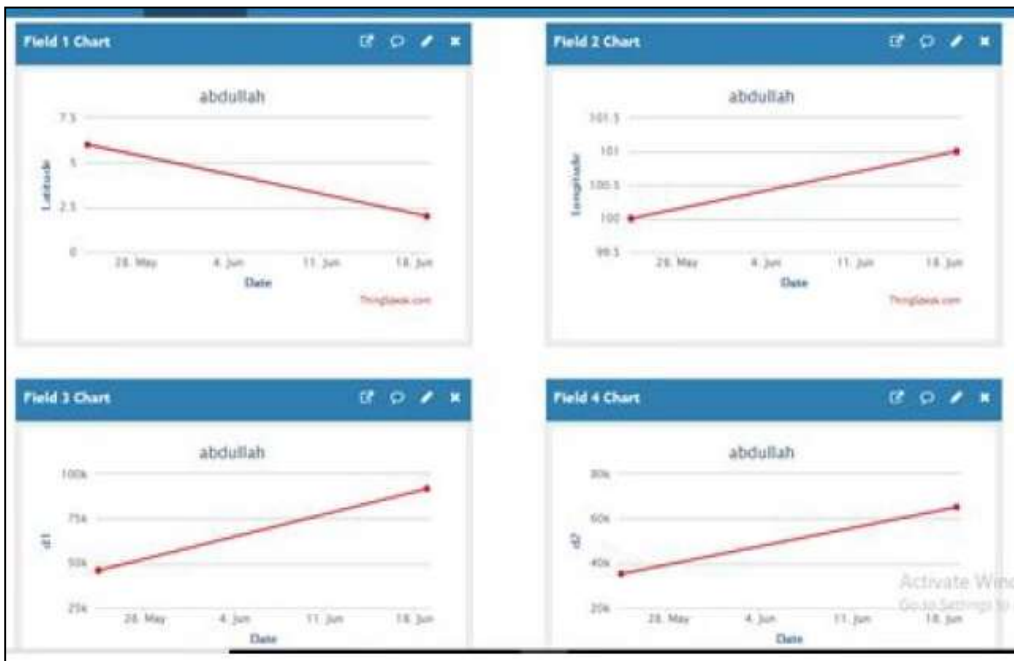 Field 1 Chart
abdullah
7.5
5
2.5
0
Latitude
28. May 4. Jun 11. Jun 18. Jun
Date
ThingSpeak.com
Field 2 Chart
abdullah
101.5
101
100.5
100
99.5
Longitude
28. May 4. Jun 11. Jun 18. Jun
Date
ThingSpeak.com
Field 3 Chart
abdullah
100k
75k
50k
25k
d1
28. May 4. Jun 11. Jun 18. Jun
Date
Field 4 Chart
abdullah
80k
60k
40k
20k
d2
28. May 4. Jun 11. Jun 18. Jun
Date
Activate Wind
Go to Settings to